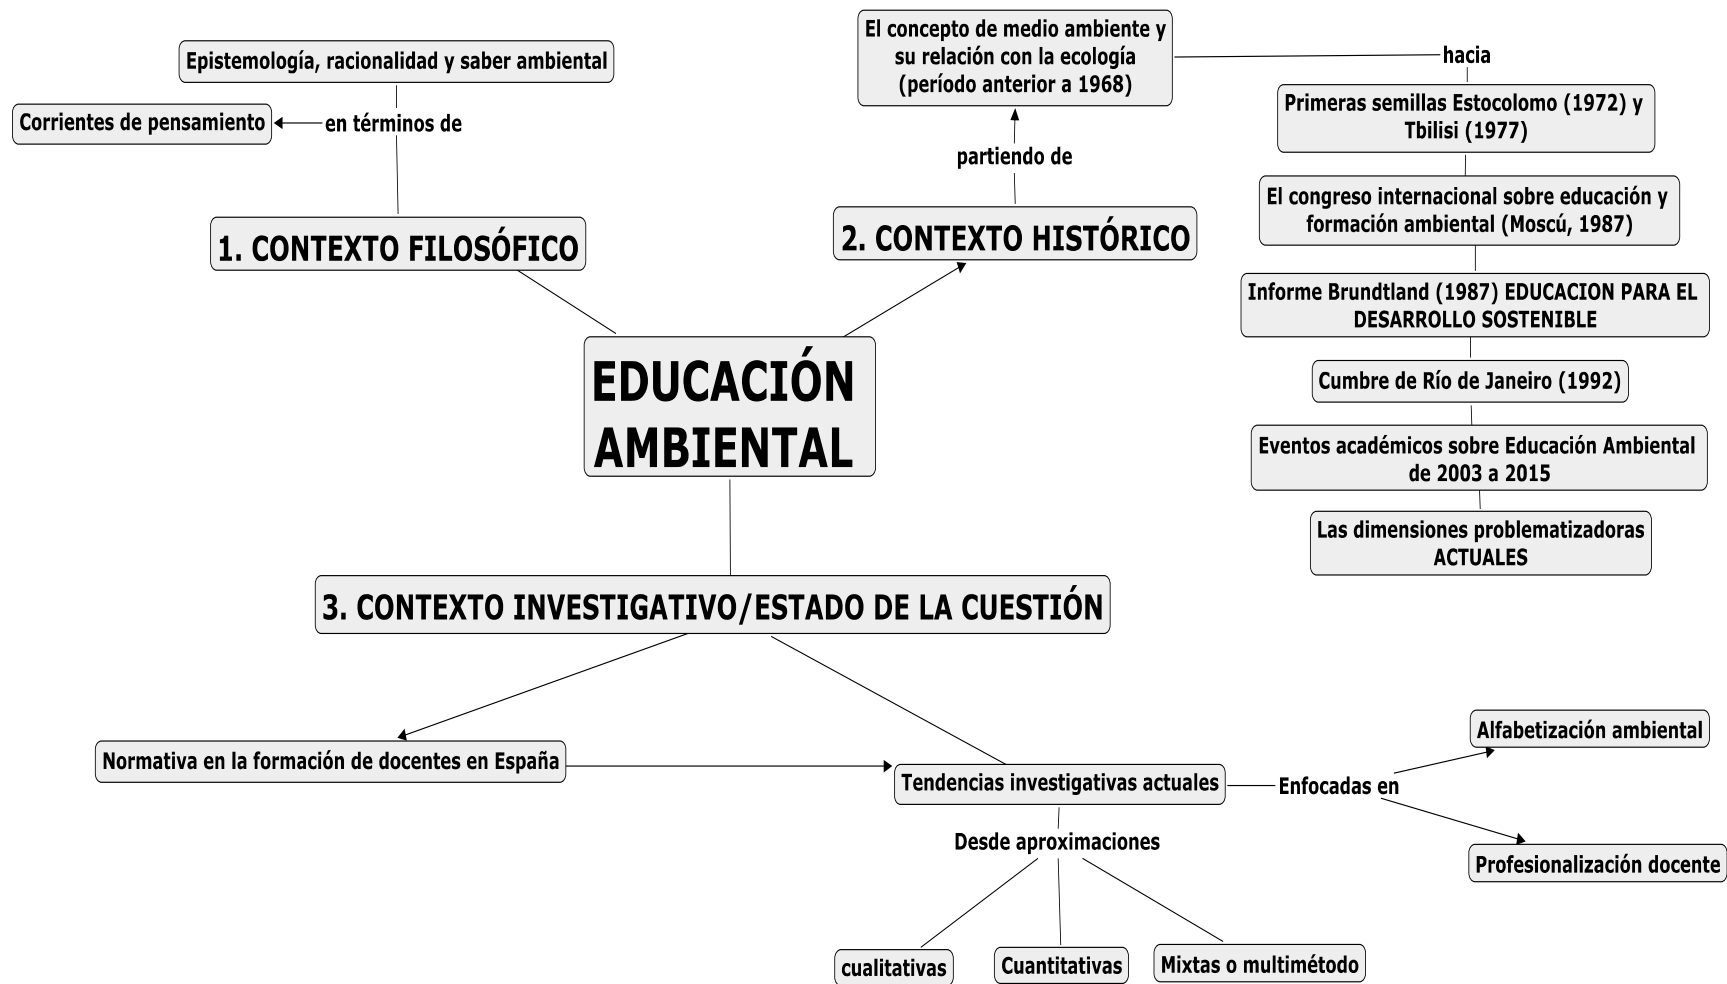 Epistemología, racionalidad y saber ambiental
Corrientes de pensamiento
en términos de
1. CONTEXTO FILOSÓFICO
El concepto de medio ambiente y
su relación con la ecología
(período anterior a 1968)
hacia
partiendo de
2. CONTEXTO HISTÓRICO
Primeras semillas Estocolomo (1972) y
Tbilisi (1977)
El congreso internacional sobre educación y
formación ambiental (Moscú, 1987)
Informe Brundtland (1987) EDUCACION PARA EL
DESARROLLO SOSTENIBLE
Cumbre de Río de Janeiro (1992)
Eventos académicos sobre Educación Ambiental
de 2003 a 2015
Las dimensiones problematizadoras
ACTUALES
EDUCACIÓN
AMBIENTAL
3. CONTEXTO INVESTIGATIVO/ESTADO DE LA CUESTIÓN
Normativa en la formación de docentes en España
Tendencias investigativas actuales
Enfocadas en
Alfabetización ambiental
Profesionalización docente
Desde aproximaciones
cualitativas
Cuantitativas
Mixtas o multimétodo